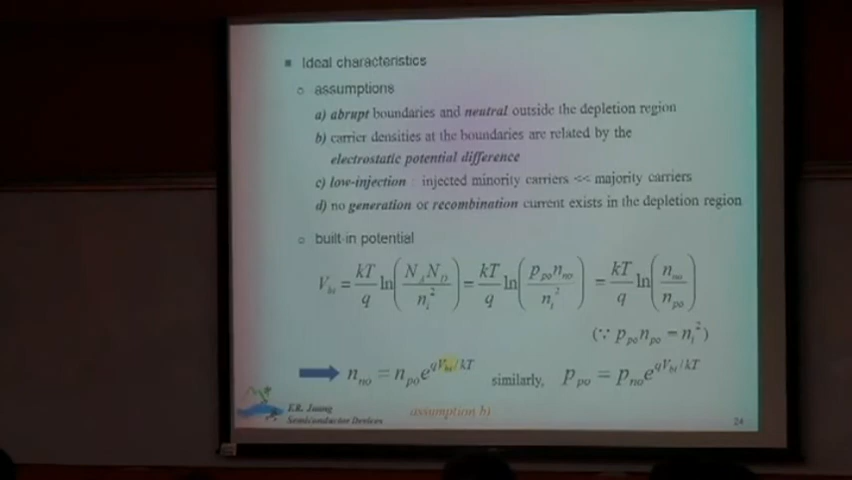 Ideal characteristics
assumptions
a) abrupt boundaries and neutral outside the depletion region
b) carrier densities at the boundaries are related by the
electrostatic potential difference
c) low-injection : injected minority carriers << majority carriers
d) no generation or recombination current exists in the depletion region
built-in potential
V_bi = kT/q ln(N_A N_D / n_i^2) = kT/q ln(p_po n_no / n_i^2) = kT/q ln(n_no / n_po)
(∵ p_po n_po = n_i^2)
n_no = n_po e^{qV_bi/kT} similarly, p_po = p_no e^{qV_bi/kT}
Semiconductor Devices
assumption b)
24